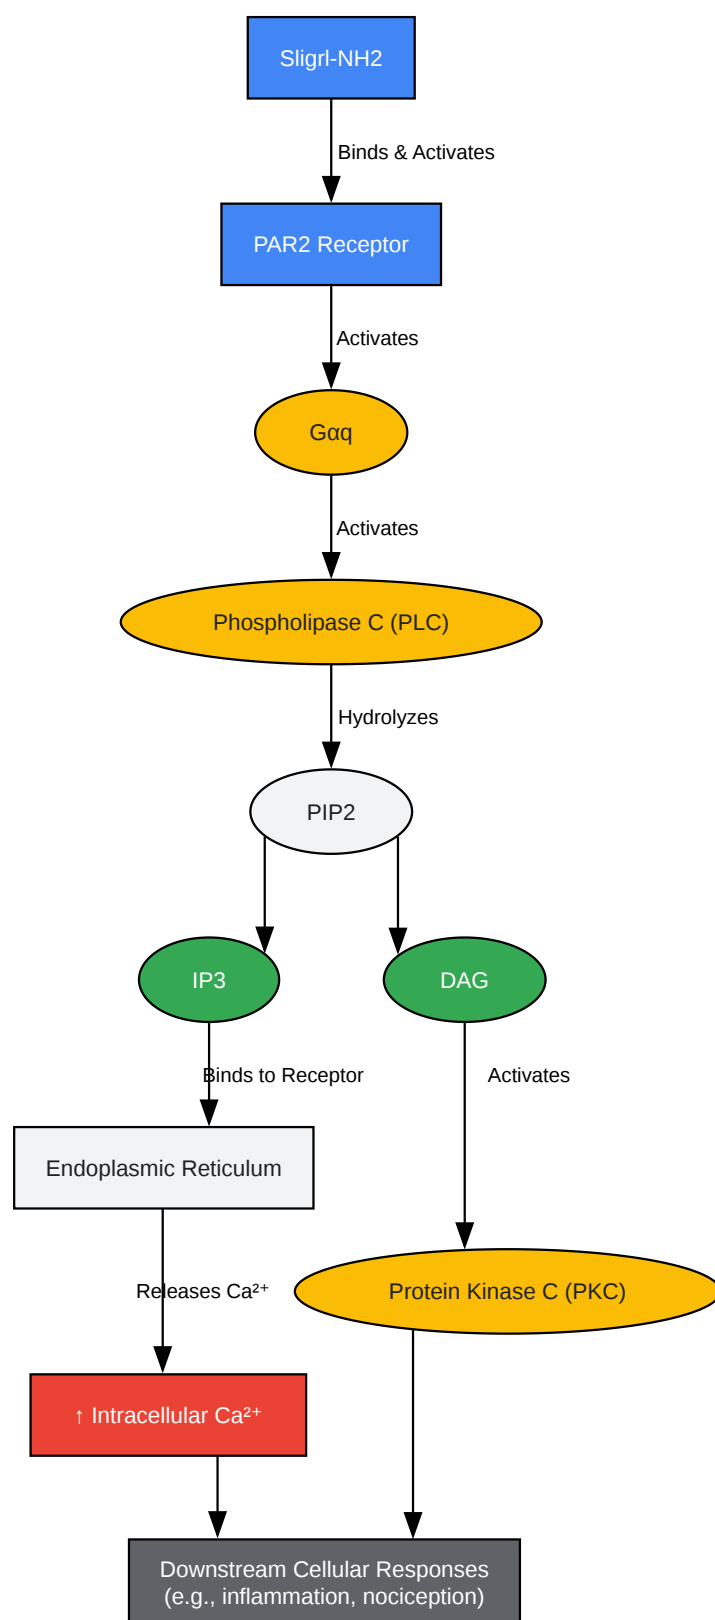 Sligrl-NH2
Binds & Activates
PAR2 Receptor
Activates
Gαq
Activates
Phospholipase C (PLC)
Hydrolyzes
PIP2
IP3
DAG
Binds to Receptor
Activates
Endoplasmic Reticulum
Releases Ca²⁺
Protein Kinase C (PKC)
↑ Intracellular Ca²⁺
Downstream Cellular Responses
(e.g., inflammation, nociception)